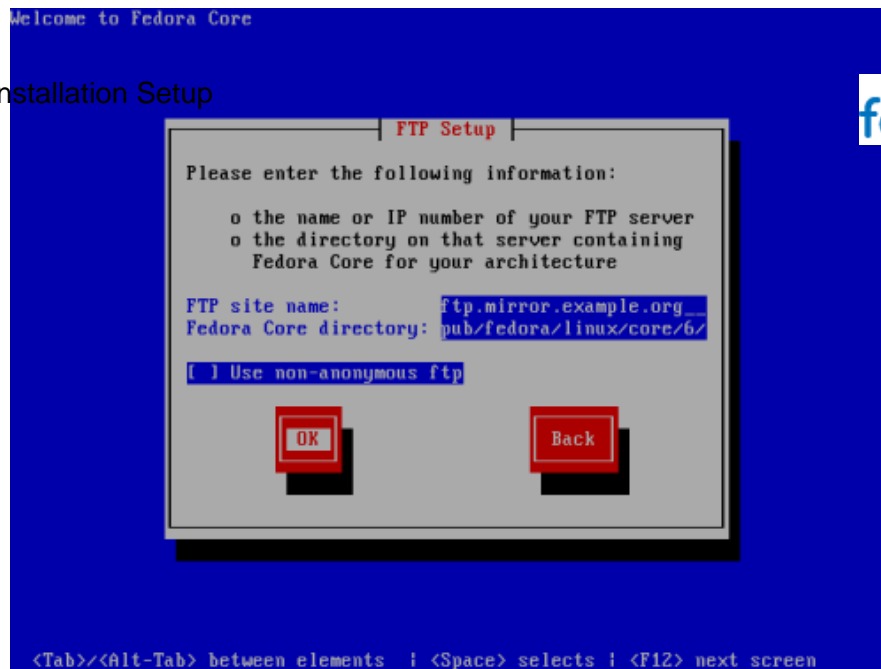 Welcome to Fedora Core
nstallation Setup
FTP Setup
Please enter the following information:
o the name or IP number of your FTP server
o the directory on that server containing
Fedora Core for your architecture
FTP site name: ftp.mirror.example.org__
Fedora Core directory: pub/fedora/linux/core/6/
[ ] Use non-anonymous ftp
OK Back
<Tab>/<Alt-Tab> between elements | <Space> selects | <F12> next screen